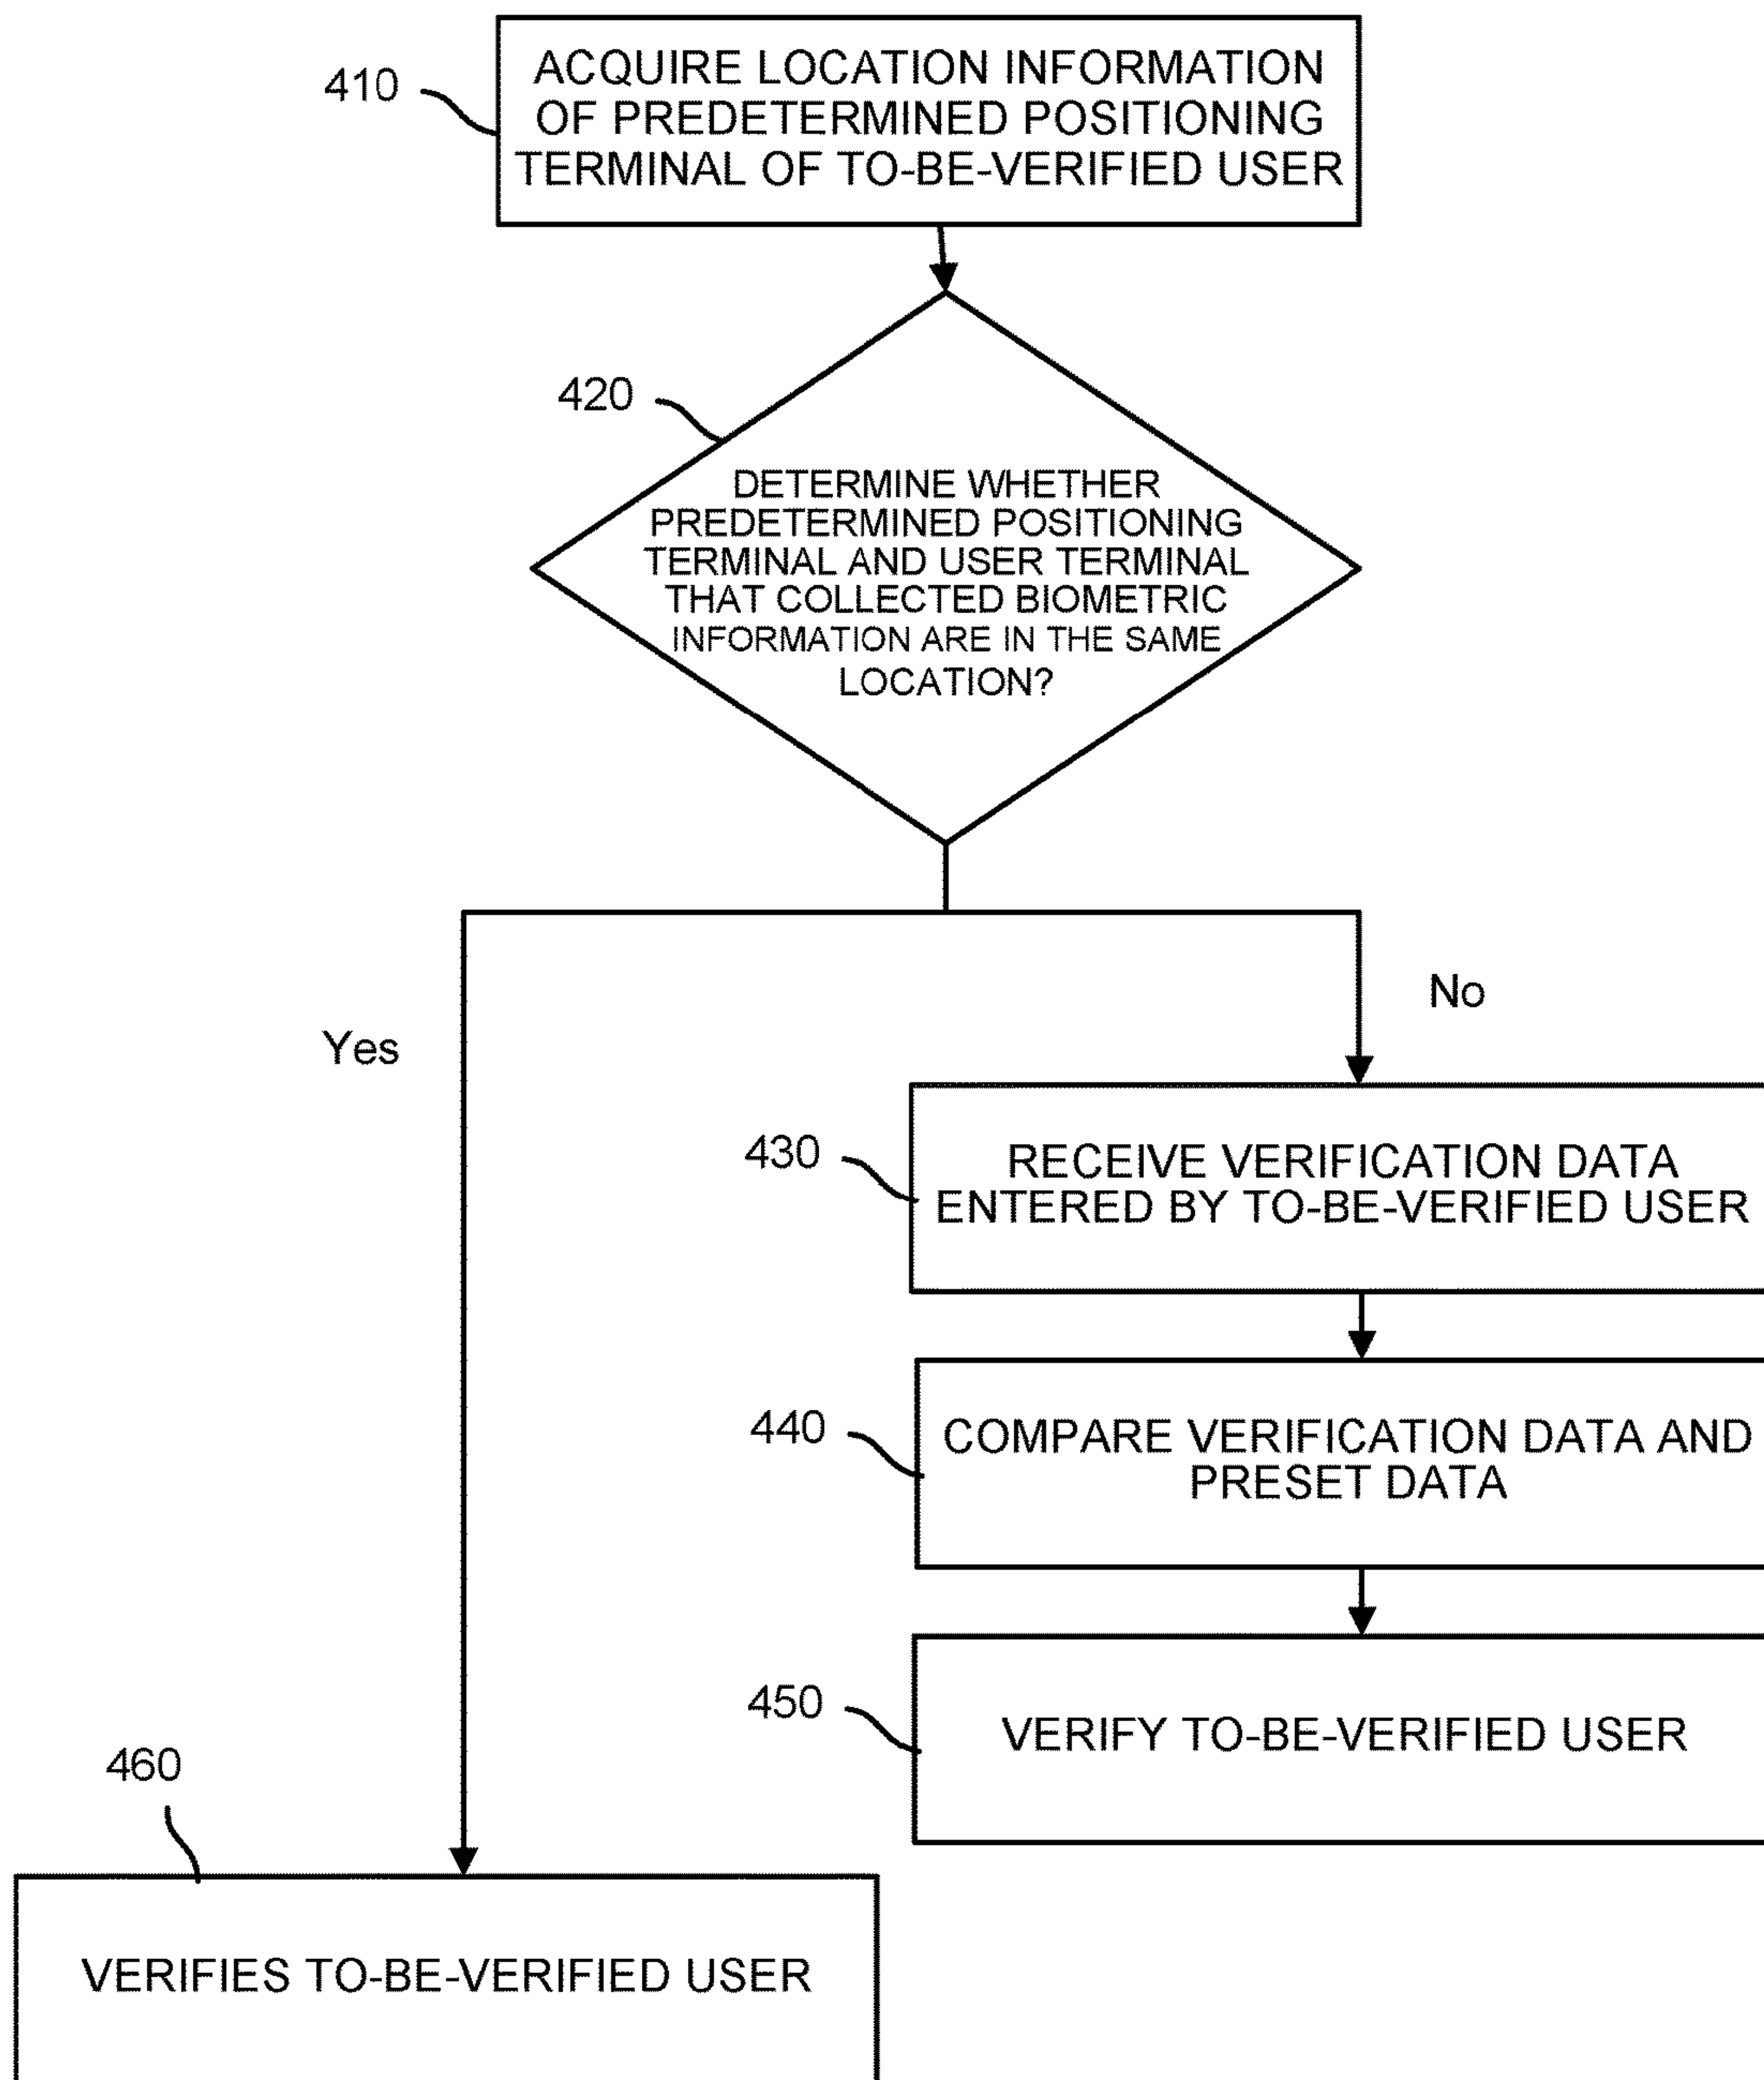 410
ACQUIRE LOCATION INFORMATION
OF PREDETERMINED POSITIONING
TERMINAL OF TO-BE-VERIFIED USER
420
DETERMINE WHETHER
PREDETERMINED POSITIONING
TERMINAL AND USER TERMINAL
THAT COLLECTED BIOMETRIC
INFORMATION ARE IN THE SAME
LOCATION?
Yes
No
430
RECEIVE VERIFICATION DATA
ENTERED BY TO-BE-VERIFIED USER
440
COMPARE VERIFICATION DATA AND
PRESET DATA
450
VERIFY TO-BE-VERIFIED USER
460
VERIFIES TO-BE-VERIFIED USER